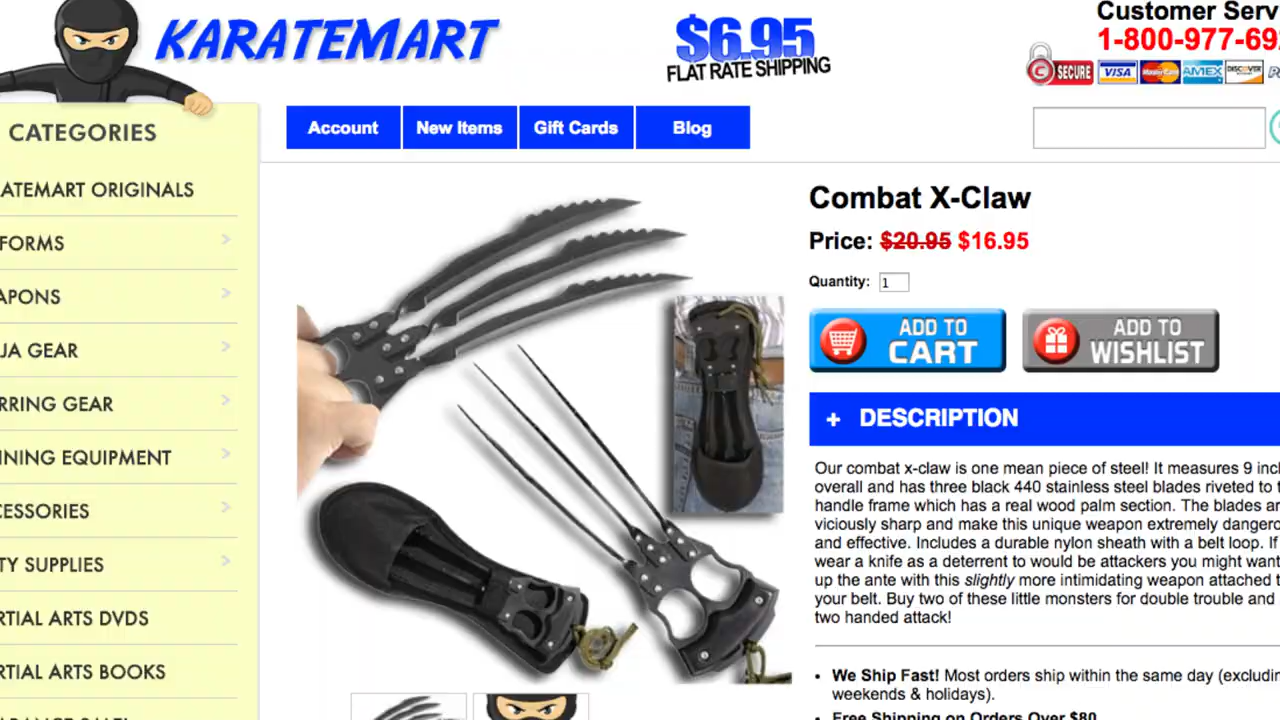 KARATEMART
$6.95
FLAT RATE SHIPPING
Customer Serv
1-800-977-69
SECURE VISA MasterCard AMEX DISCOVER
CATEGORIES
Account New Items Gift Cards Blog
ATEMART ORIGINALS
FORMS
APONS
JA GEAR
RRING GEAR
INING EQUIPMENT
CESSORIES
TY SUPPLIES
RTIAL ARTS DVDS
RTIAL ARTS BOOKS
Combat X-Claw
Price: $20.95 $16.95
Quantity: 1
ADD TO CART
ADD TO WISHLIST
+ DESCRIPTION
Our combat x-claw is one mean piece of steel! It measures 9 incl
overall and has three black 440 stainless steel blades riveted to t
handle frame which has a real wood palm section. The blades ar
viciously sharp and make this unique weapon extremely dangero
and effective. Includes a durable nylon sheath with a belt loop. If
wear a knife as a deterrent to would be attackers you might want
up the ante with this slightly more intimidating weapon attached t
your belt. Buy two of these little monsters for double trouble and
two handed attack!
• We Ship Fast! Most orders ship within the same day (excludin
weekends & holidays).
• Free Shipping on Orders Over $80